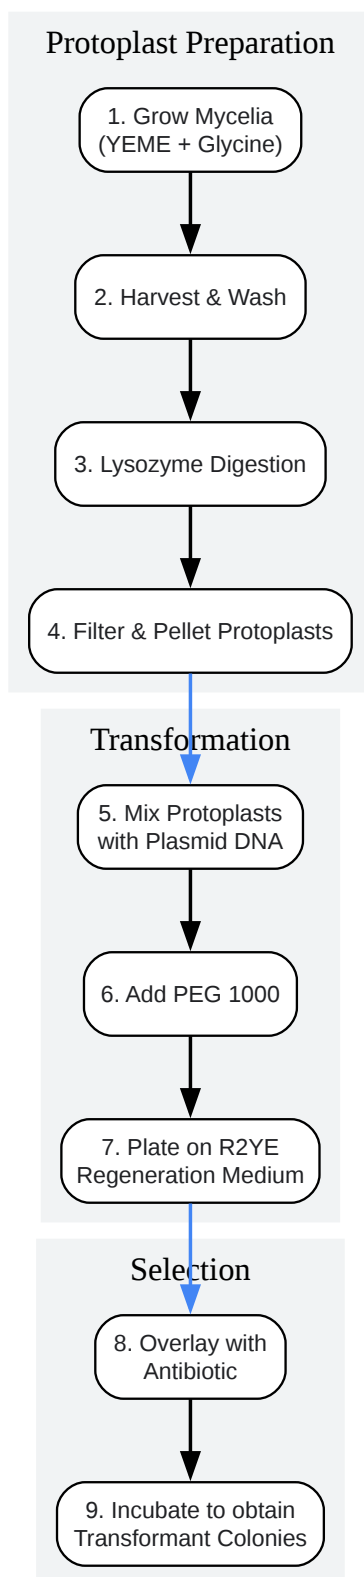 Protoplast Preparation
1. Grow Mycelia
(YEME + Glycine)
2. Harvest & Wash
3. Lysozyme Digestion
4. Filter & Pellet Protoplasts
Transformation
5. Mix Protoplasts
with Plasmid DNA
6. Add PEG 1000
7. Plate on R2YE
Regeneration Medium
Selection
8. Overlay with
Antibiotic
9. Incubate to obtain
Transformant Colonies